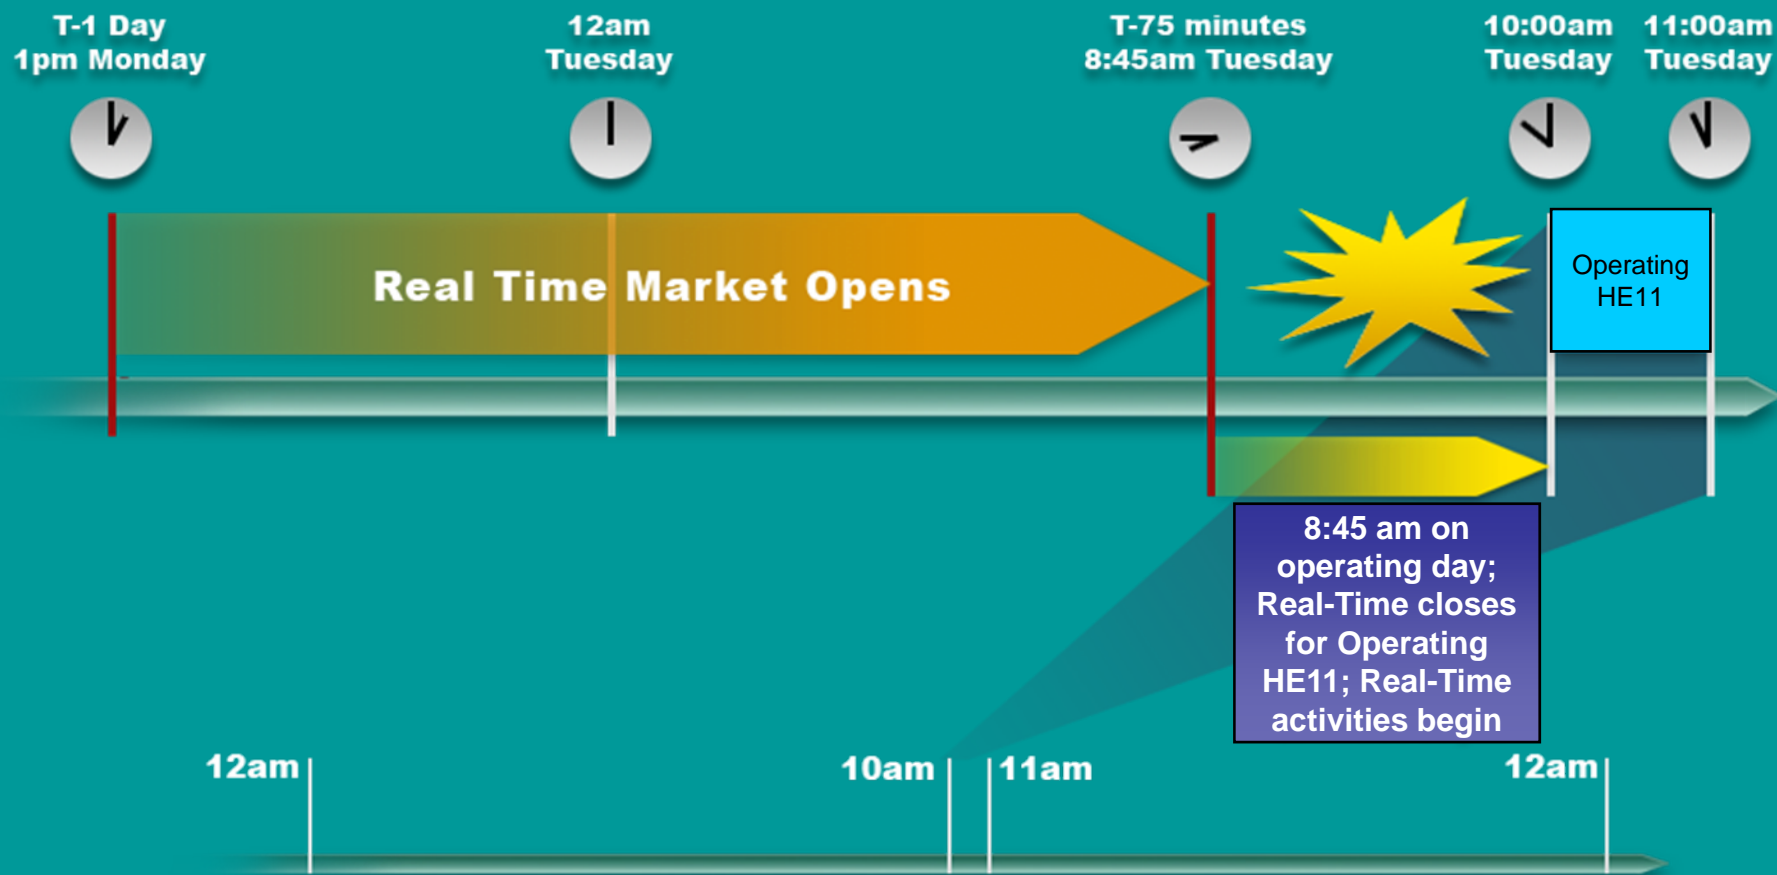 T-1 Day
1pm Monday
12am
Tuesday
T-75 minutes
8:45am Tuesday
10:00am
Tuesday
11:00am
Tuesday
Real Time Market Opens
Operating
HE11
8:45 am on
operating day;
Real-Time closes
for Operating
HE11; Real-Time
activities begin
12am
10am
11am
12am